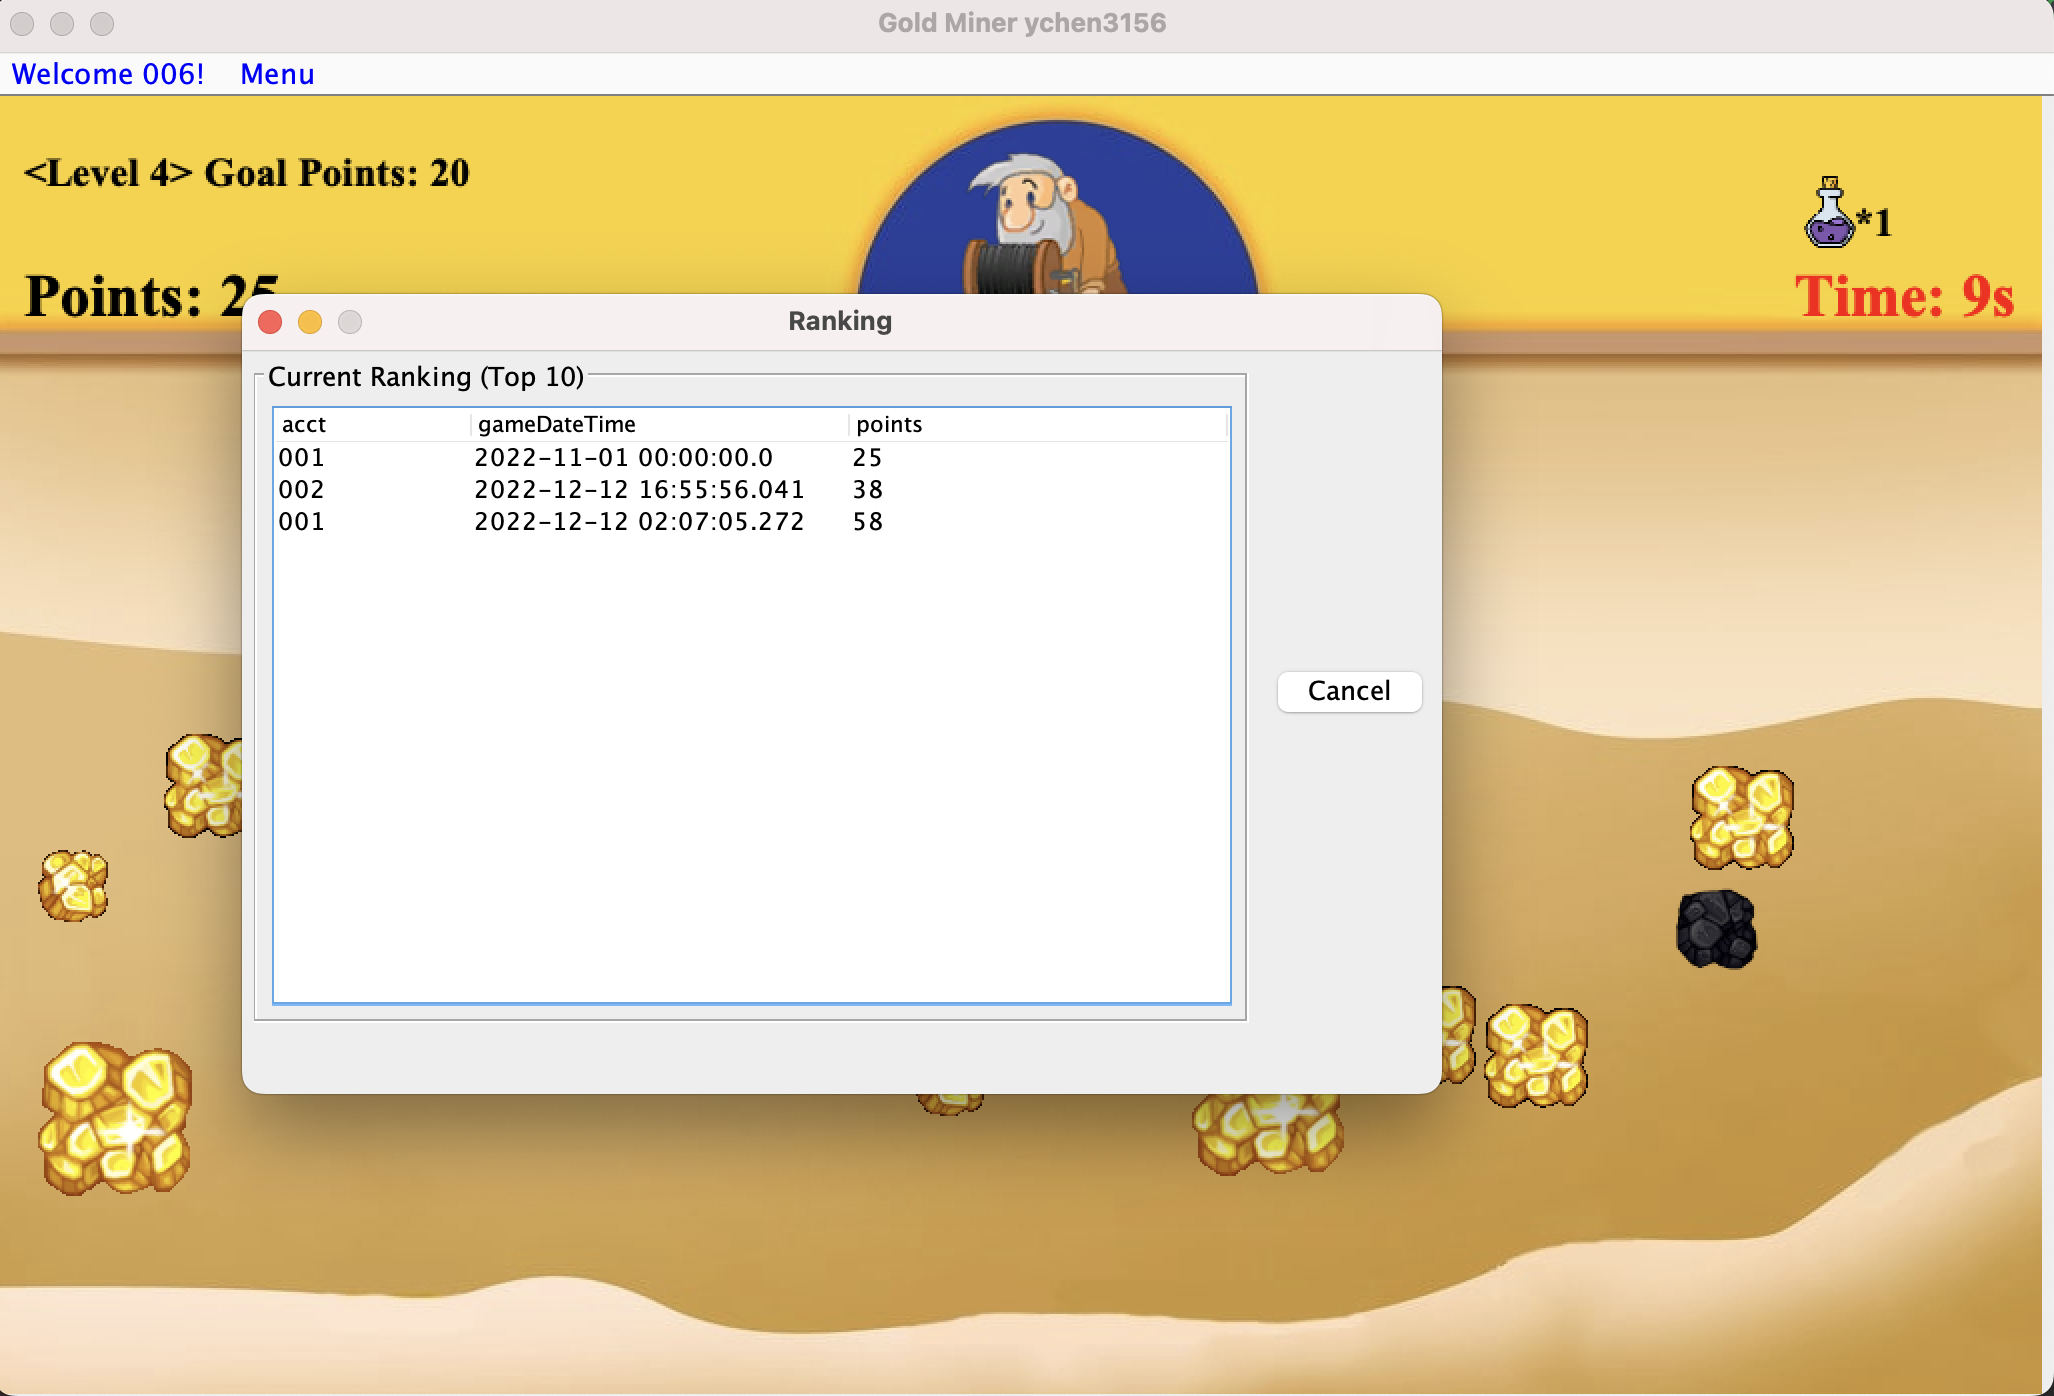 Gold Miner ychen3156
Welcome 006! Menu
<Level 4> Goal Points: 20
*1
Points: 25
Time: 9s
Ranking
Current Ranking (Top 10)
acct gameDateTime points
001 2022-11-01 00:00:00.0 25
002 2022-12-12 16:55:56.041 38
001 2022-12-12 02:07:05.272 58
Cancel